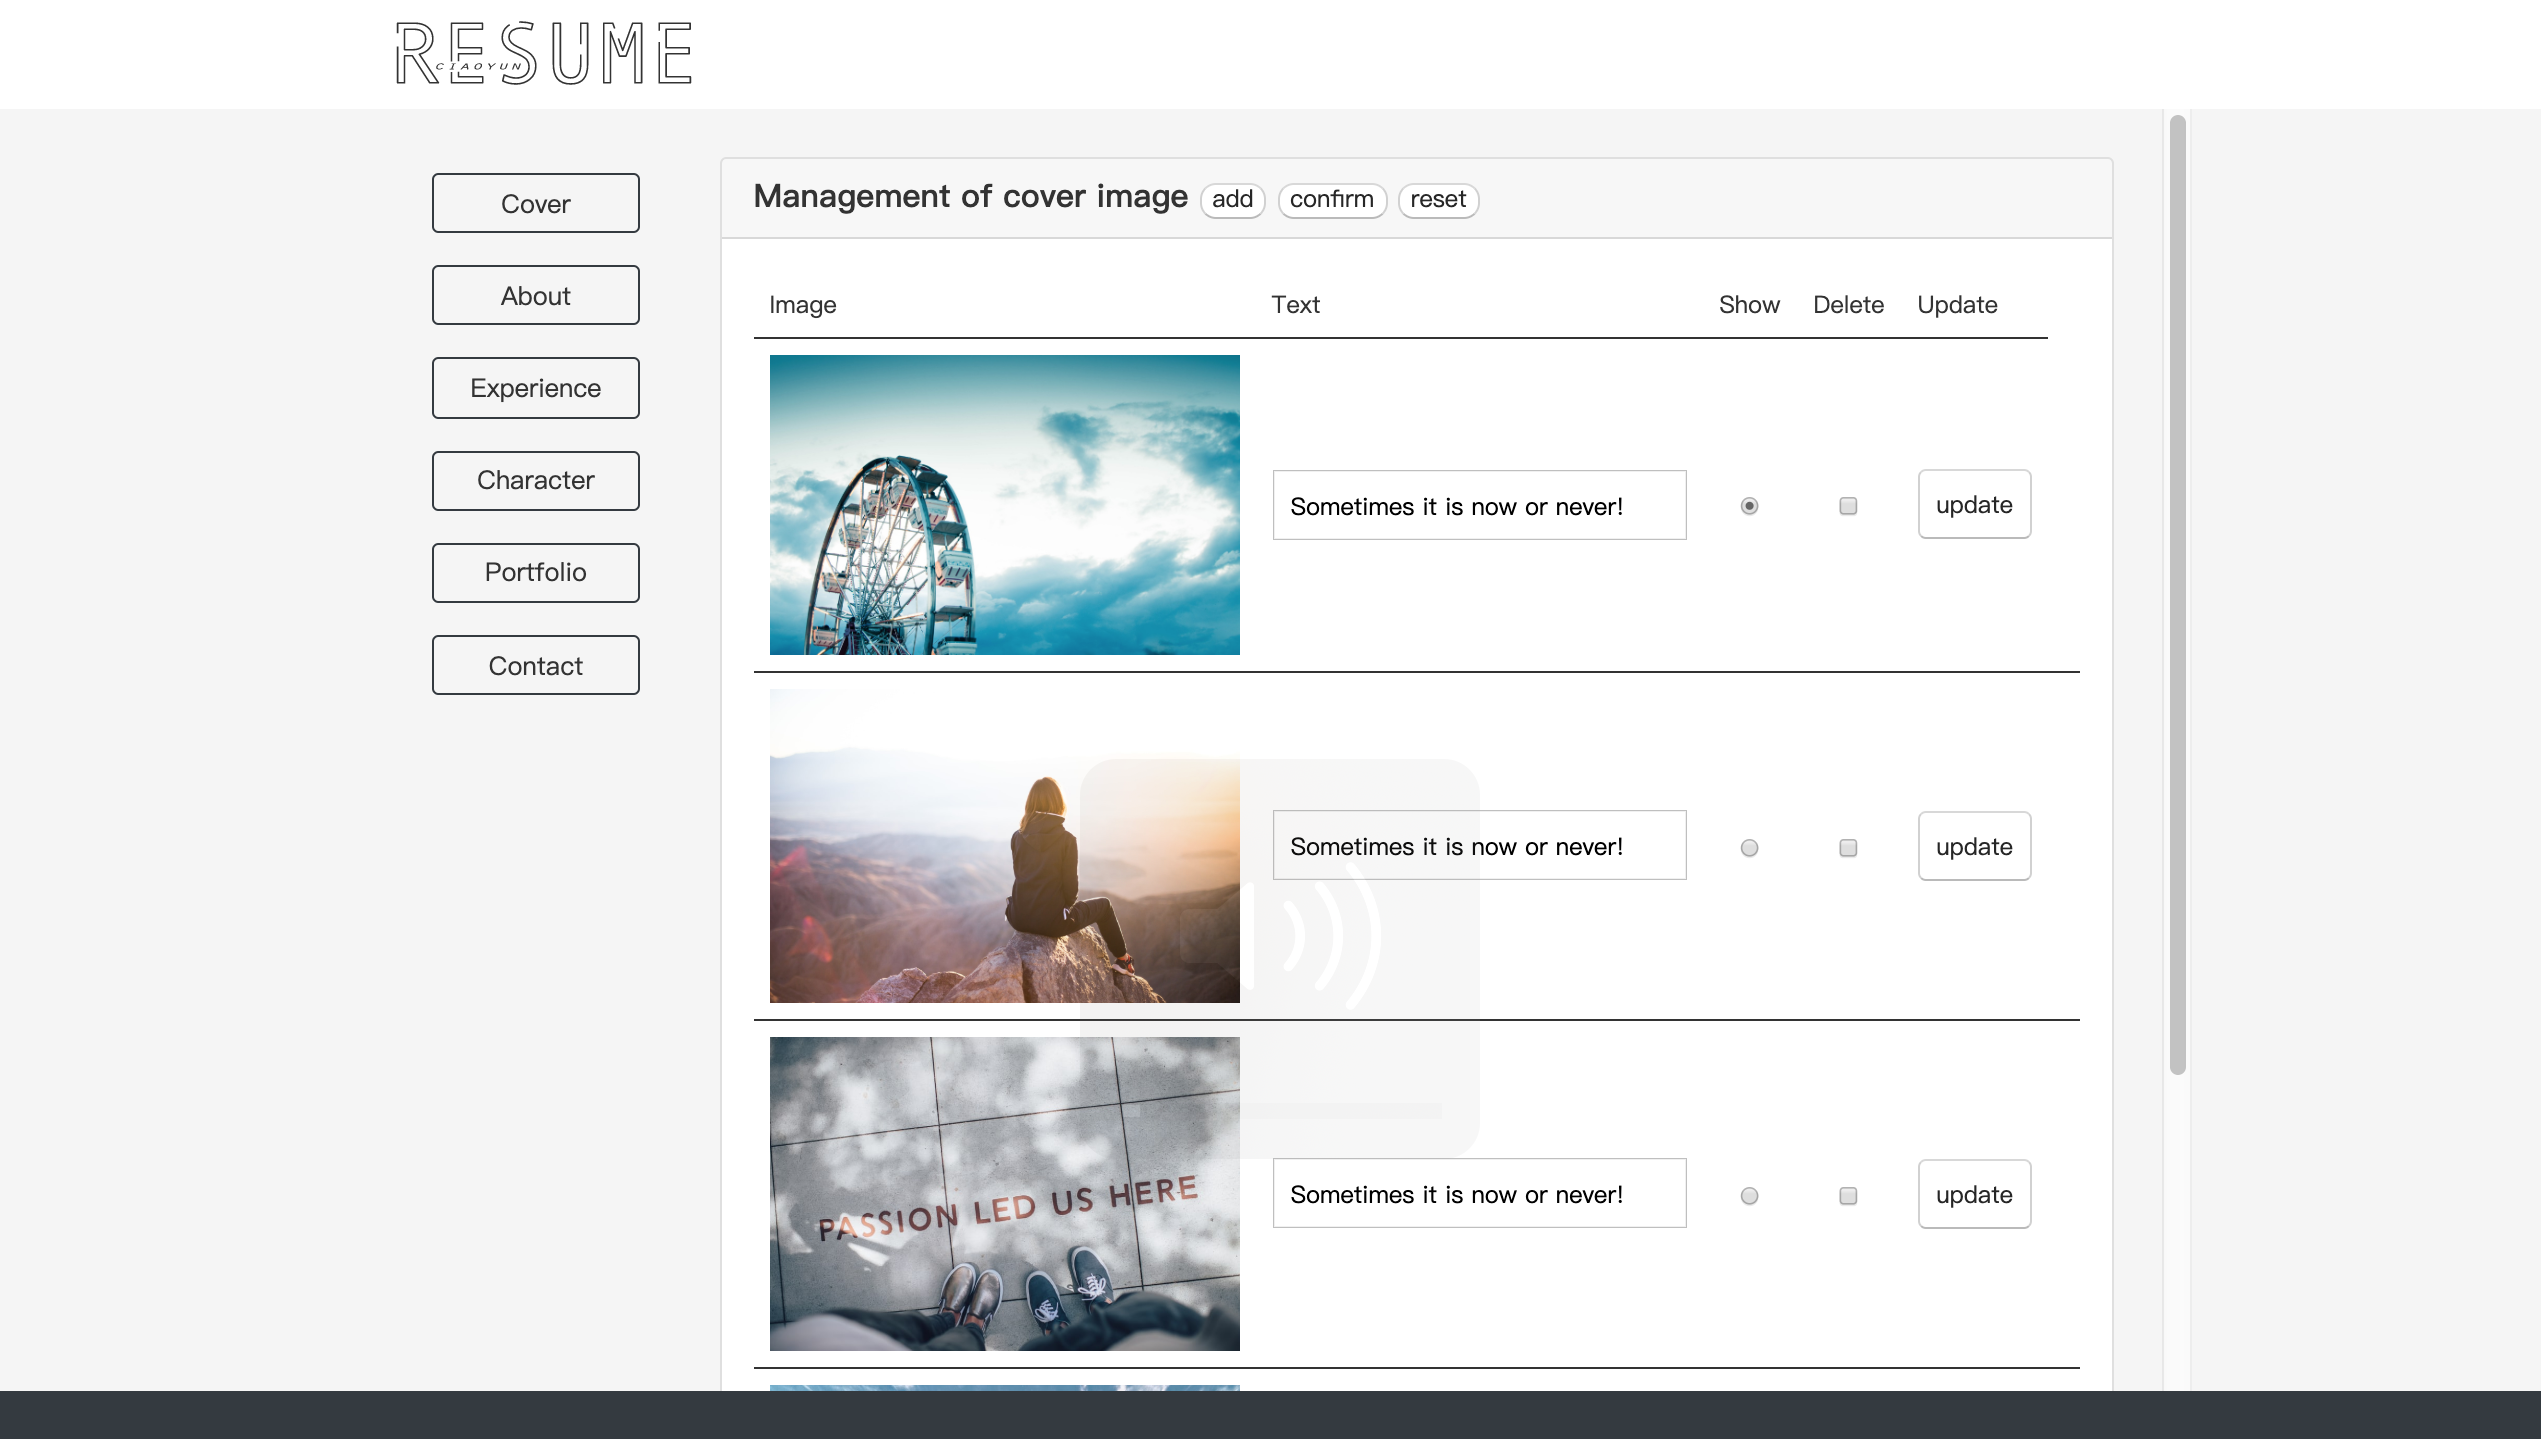 RESUME
CIAOYUN
Cover
About
Experience
Character
Portfolio
Contact
Management of cover image add confirm reset
Image Text Show Delete Update
Sometimes it is now or never! update
Sometimes it is now or never! update
PASSION LED US HERE
Sometimes it is now or never! update